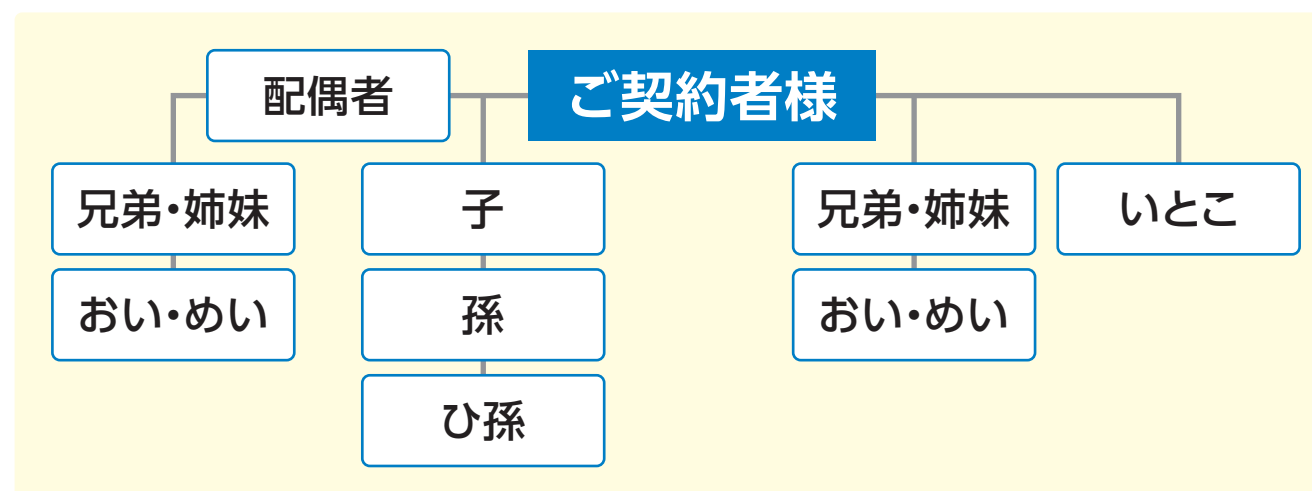 配偶者
ご契約者様
兄弟・姉妹
子
兄弟・姉妹
いとこ
おい・めい
孫
おい・めい
ひ孫